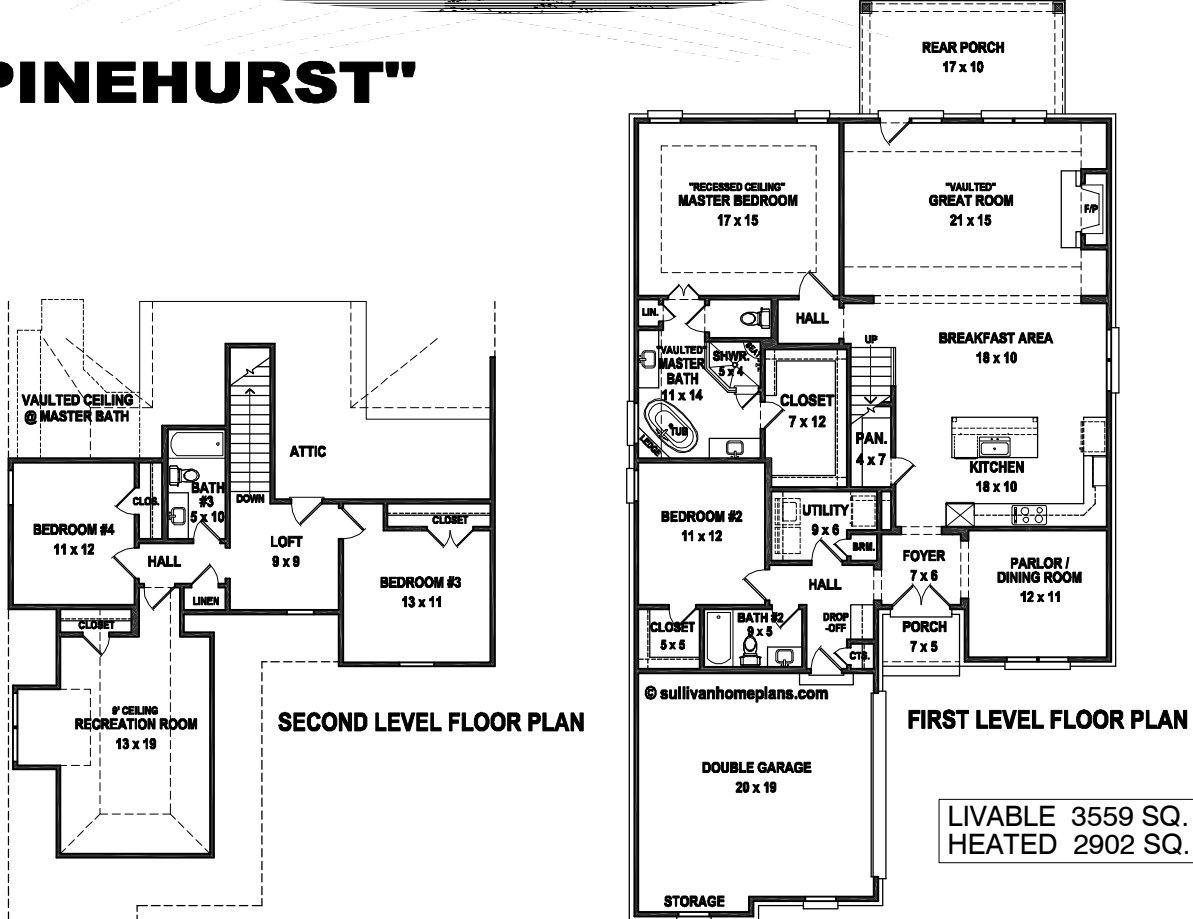 PINEHURST"
REAR PORCH
17 x 10
"RECESSED CEILING"
MASTER BEDROOM
17 x 15
"VAULTED"
GREAT ROOM
21 x 15
F/P
LIN.
HALL
UP
BREAKFAST AREA
18 x 10
"VAULTED"
MASTER
BATH
11 x 14
SHWR.
5 x 4
SEAT
CLOSET
7 x 12
TUB
LEDGE
PAN.
4 x 7
KITCHEN
18 x 10
BEDROOM #2
11 x 12
UTILITY
9 x 6
BRM.
FOYER
7 x 6
PARLOR /
DINING ROOM
12 x 11
HALL
DROP
-OFF
CLOSET
5 x 5
BATH #2
9 x 5
PORCH
7 x 5
CTS.
© sullivanhomeplans.com
DOUBLE GARAGE
20 x 19
STORAGE
FIRST LEVEL FLOOR PLAN
VAULTED CEILING
@ MASTER BATH
ATTIC
DOWN
BATH
#3
5 x 10
CLOS.
BEDROOM #4
11 x 12
HALL
LOFT
9 x 9
CLOSET
BEDROOM #3
13 x 11
LINEN
CLOSET
9' CEILING
RECREATION ROOM
13 x 19
SECOND LEVEL FLOOR PLAN
LIVABLE 3559 SQ.
HEATED 2902 SQ.